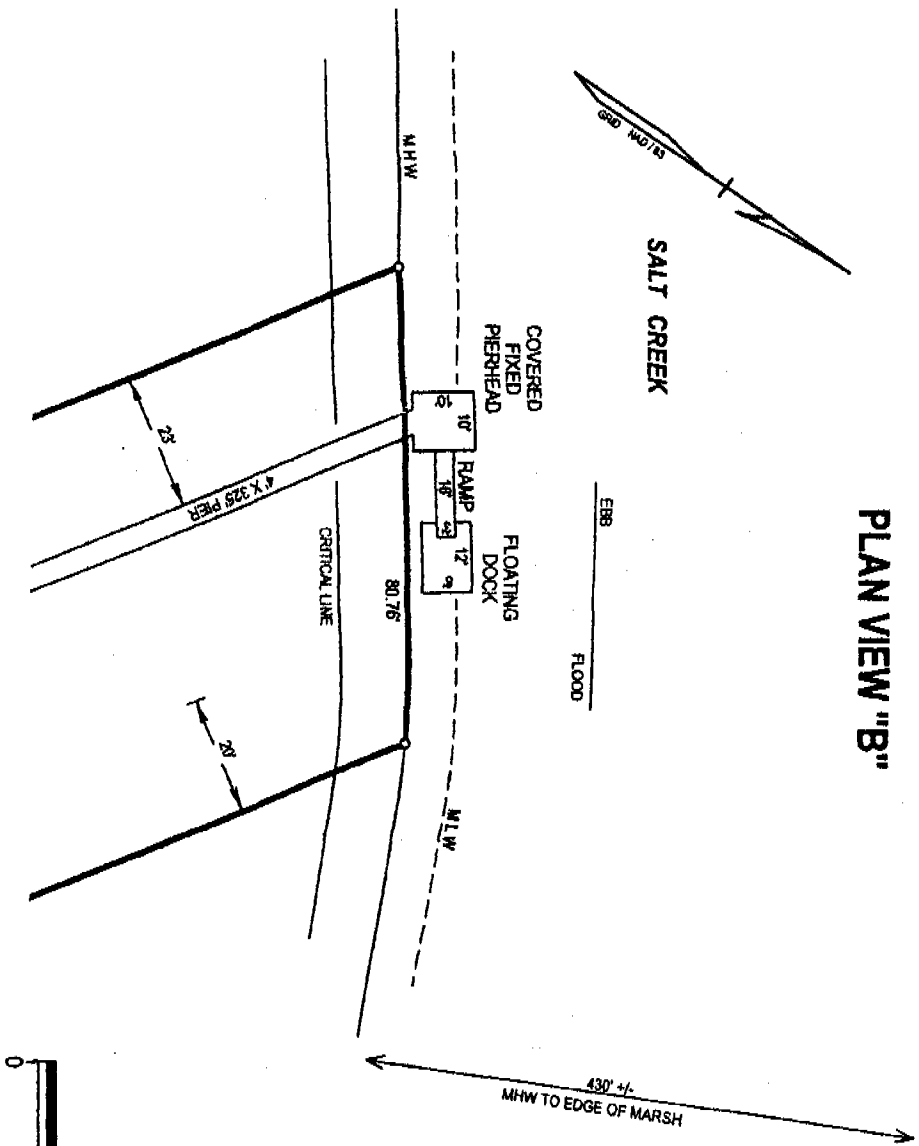 PLAN VIEW "B"
GRID NAD/83
SALT CREEK
EBB
FLOOD
MHW
COVERED
FIXED
PIERHEAD
10'
10'
RAMP
16'
4'
FLOATING
DOCK
12'
MLW
80.76'
CRITICAL LINE
23'
4' X 325' PIER
20'
430' +/-
MHW TO EDGE OF MARSH
0